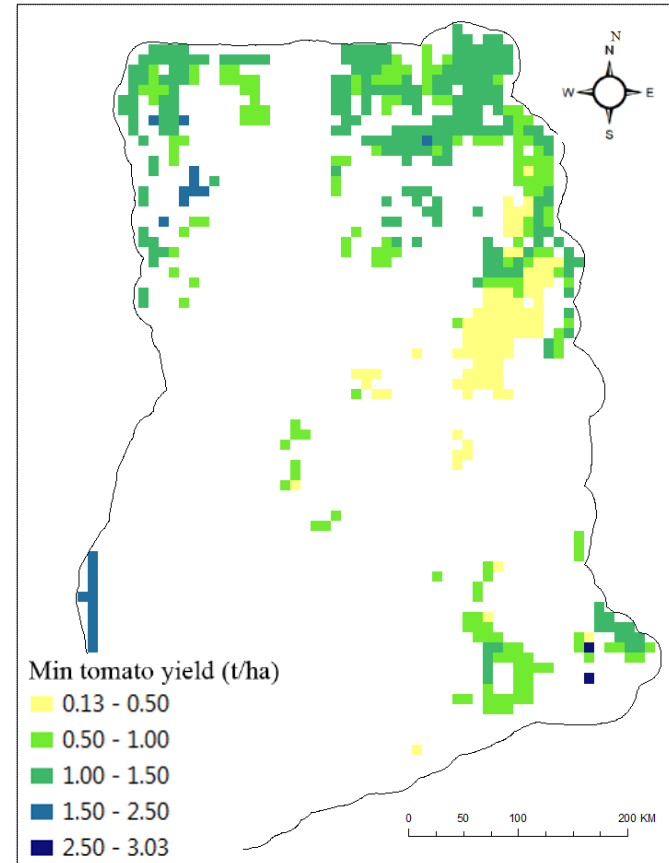 N
N
W E
S
Min tomato yield (t/ha)
0.13 - 0.50
0.50 - 1.00
1.00 - 1.50
1.50 - 2.50
2.50 - 3.03
0 50 100 200 KM